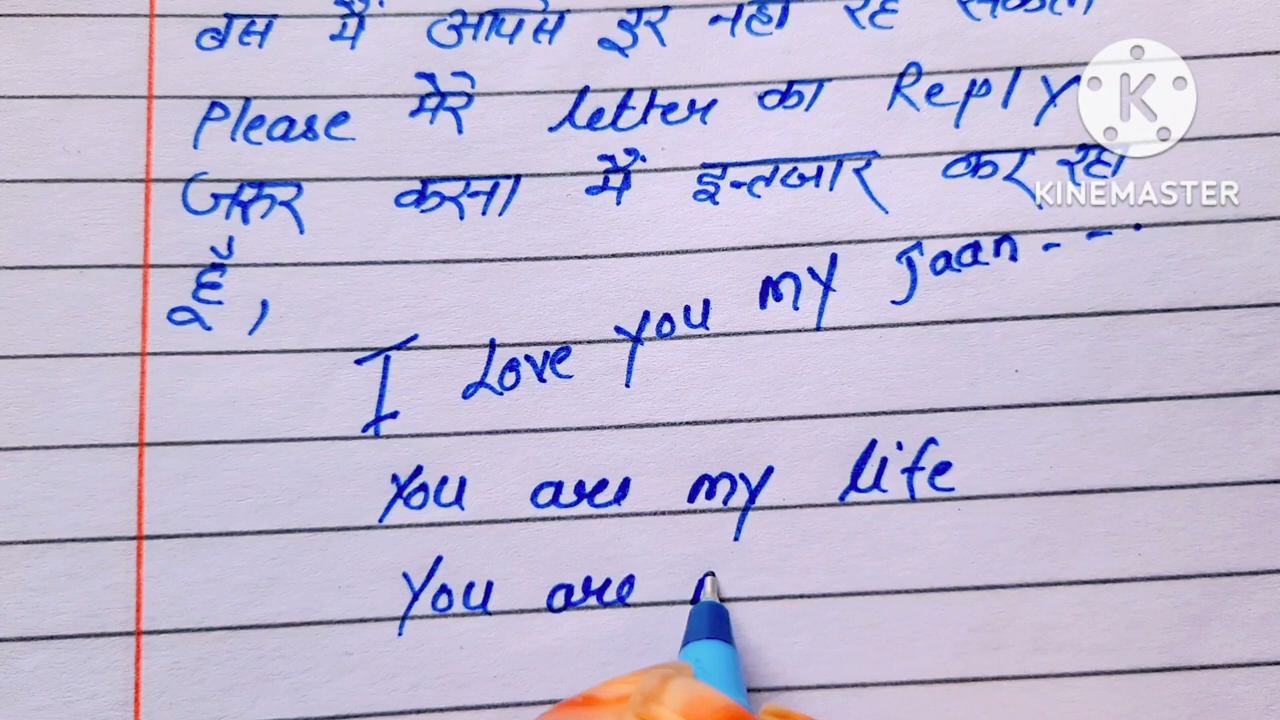 बस मैं आपसे दूर नही रह सकता
Please मेरे letter का Reply
जरुर करना मैं इन्तजार कर रहा
हूँ,
I Love you my Jaan - - .
You are my life
You are
K
KINEMASTER